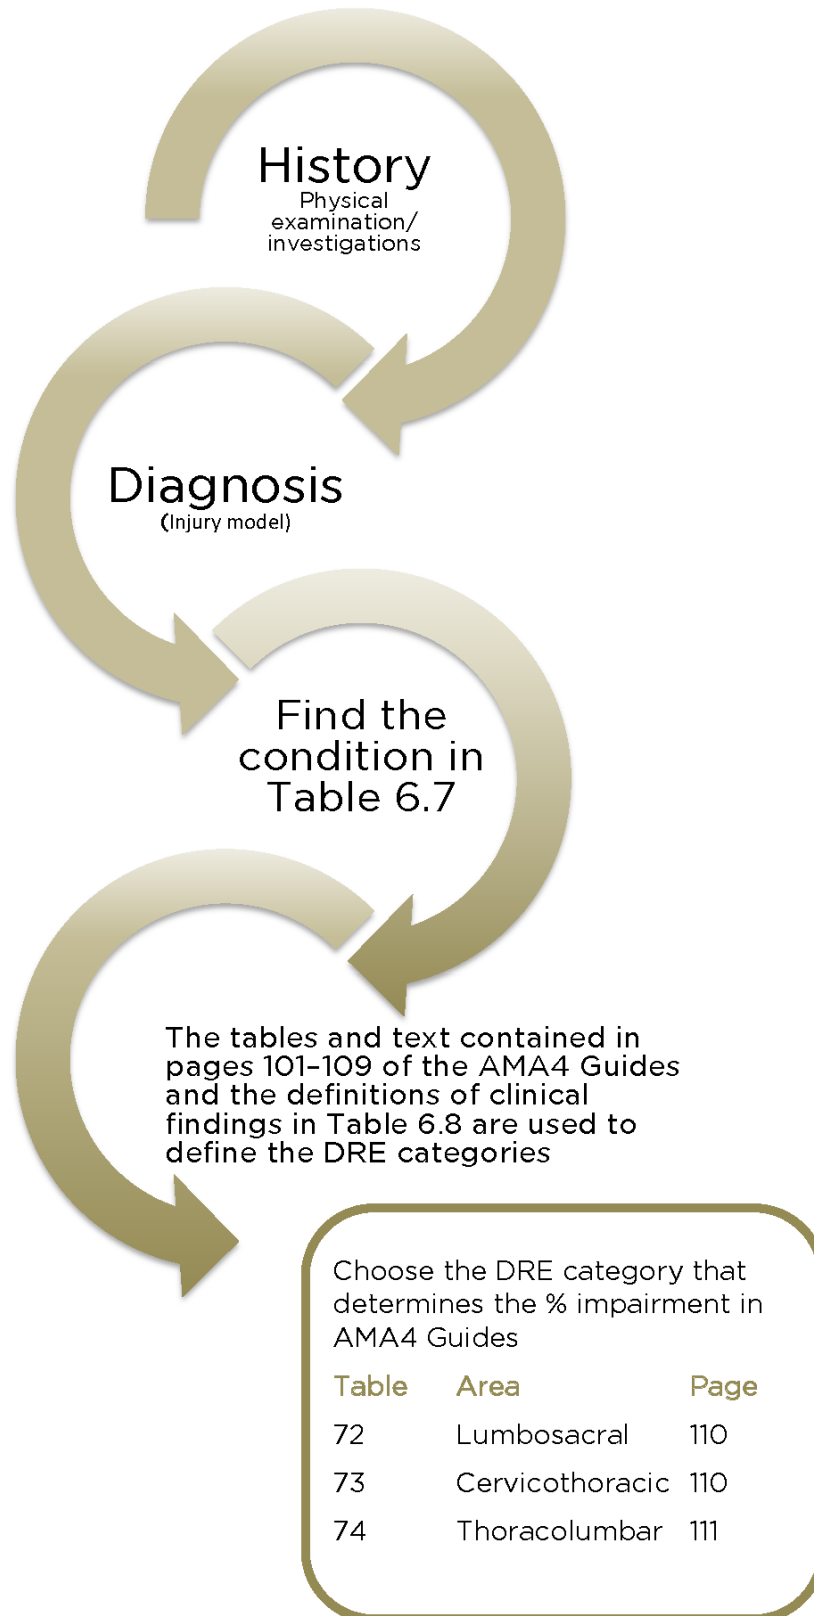 History
Physical
examination/
investigations
Diagnosis
(Injury model)
Find the
condition in
Table 6.7
The tables and text contained in
pages 101–109 of the AMA4 Guides
and the definitions of clinical
findings in Table 6.8 are used to
define the DRE categories
Choose the DRE category that
determines the % impairment in
AMA4 Guides
Table Area Page
72 Lumbosacral 110
73 Cervicothoracic 110
74 Thoracolumbar 111